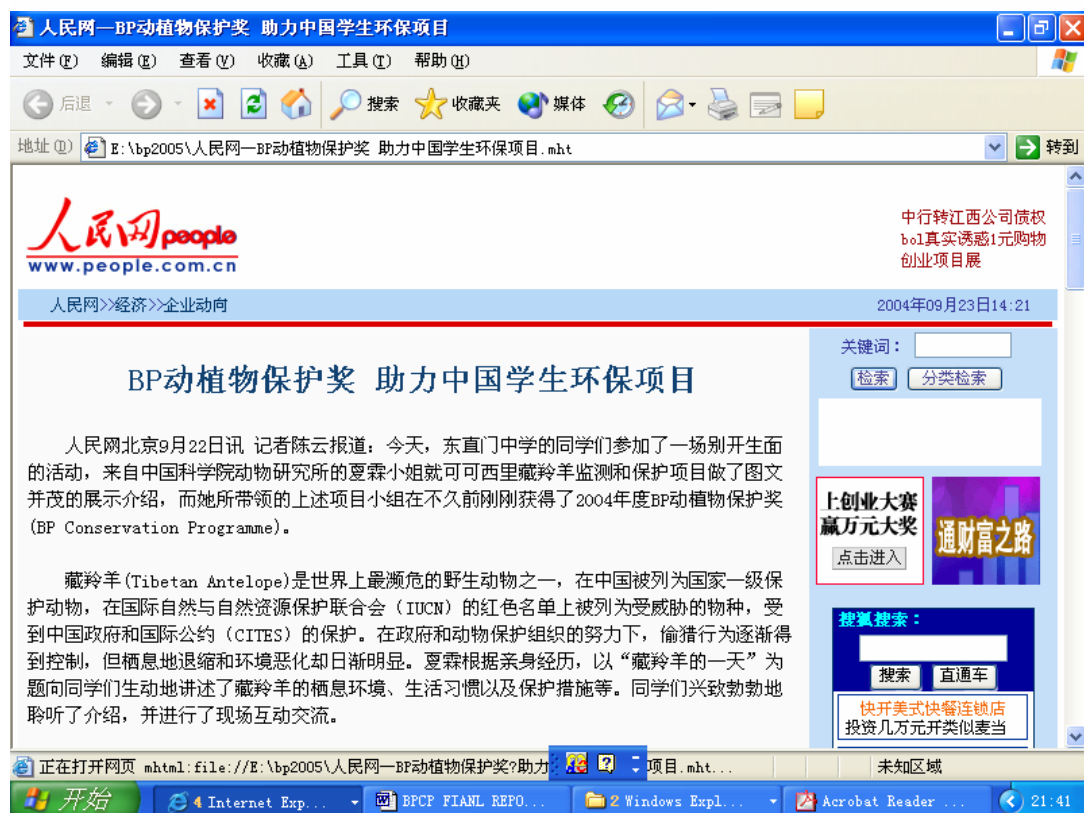 人民网—BP动植物保护奖 助力中国学生环保项目
文件(F) 编辑(E) 查看(V) 收藏(A) 工具(T) 帮助(H)
后退 搜索 收藏夹 媒体
地址(D) E:\bp2005\人民网—BP动植物保护奖 助力中国学生环保项目.mht 转到
人民网 people
www.people.com.cn
中行转江西公司债权
bol真实诱惑1元购物
创业项目展
人民网>>经济>>企业动向 2004年09月23日14:21
关键词：
检索 分类检索
BP动植物保护奖 助力中国学生环保项目
人民网北京9月22日讯 记者陈云报道：今天，东直门中学的同学们参加了一场别开生面
的活动，来自中国科学院动物研究所的夏霖小姐就可可西里藏羚羊监测和保护项目做了图文
并茂的展示介绍，而她所带领的上述项目小组在不久前刚刚获得了2004年度BP动植物保护奖
(BP Conservation Programme)。
藏羚羊(Tibetan Antelope)是世界上最濒危的野生动物之一，在中国被列为国家一级保
护动物，在国际自然与自然资源保护联合会（IUCN）的红色名单上被列为受威胁的物种，受
到中国政府和国际公约（CITES）的保护。在政府和动物保护组织的努力下，偷猎行为逐渐得
到控制，但栖息地退缩和环境恶化却日渐明显。夏霖根据亲身经历，以“藏羚羊的一天”为
题向同学们生动地讲述了藏羚羊的栖息环境、生活习惯以及保护措施等。同学们兴致勃勃地
聆听了介绍，并进行了现场互动交流。
上创业大赛
赢万元大奖
点击进入
通财富之路
搜狐搜索：
搜索 直通车
快开美式快餐连锁店
投资几万元开类似麦当
正在打开网页 mhtml:file://E:\bp2005\人民网—BP动植物保护奖?助力 项目.mht... 未知区域
开始 4 Internet Exp... BPCP FIANL REPO... 2 Windows Expl... Acrobat Reader ... 21:41